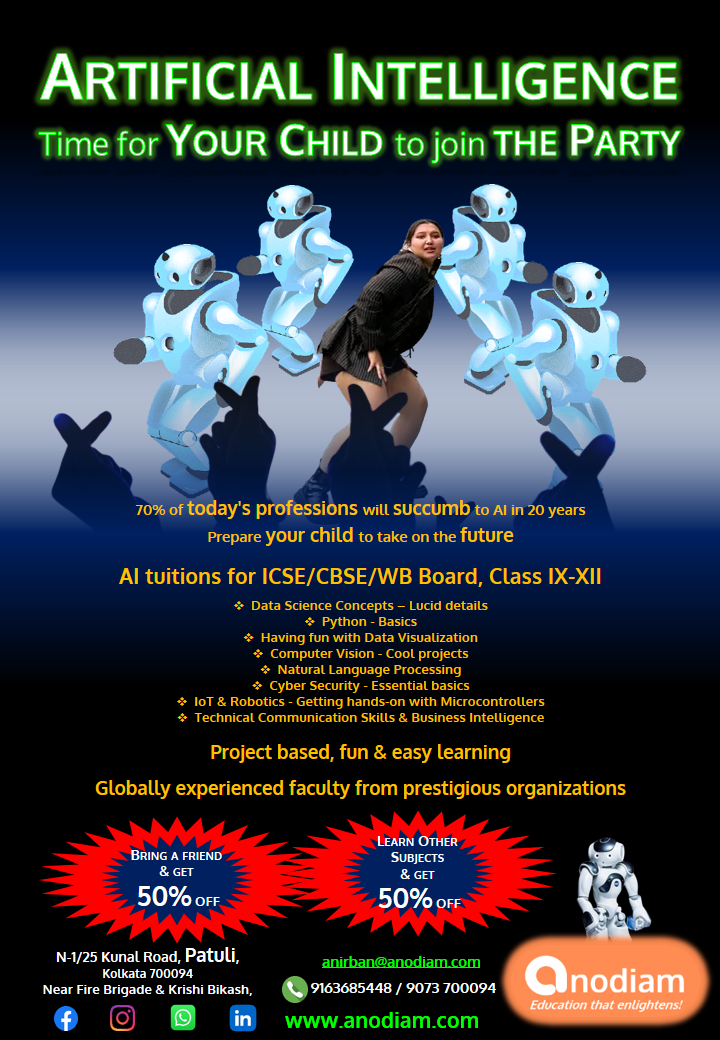 ARTIFICIAL INTELLIGENCE
Time for YOUR CHILD to join THE PARTY
70% of today's professions will succumb to AI in 20 years
Prepare your child to take on the future
AI tuitions for ICSE/CBSE/WB Board, Class IX-XII
❖ Data Science Concepts – Lucid details
❖ Python - Basics
❖ Having fun with Data Visualization
❖ Computer Vision - Cool projects
❖ Natural Language Processing
❖ Cyber Security - Essential basics
❖ IoT & Robotics - Getting hands-on with Microcontrollers
❖ Technical Communication Skills & Business Intelligence
Project based, fun & easy learning
Globally experienced faculty from prestigious organizations
BRING A FRIEND
& GET
50% OFF
LEARN OTHER
SUBJECTS
& GET
50% OFF
N-1/25 Kunal Road, Patuli,
Kolkata 700094
Near Fire Brigade & Krishi Bikash,
anirban@anodiam.com
9163685448 / 9073 700094
www.anodiam.com
anodiam
Education that enlightens!